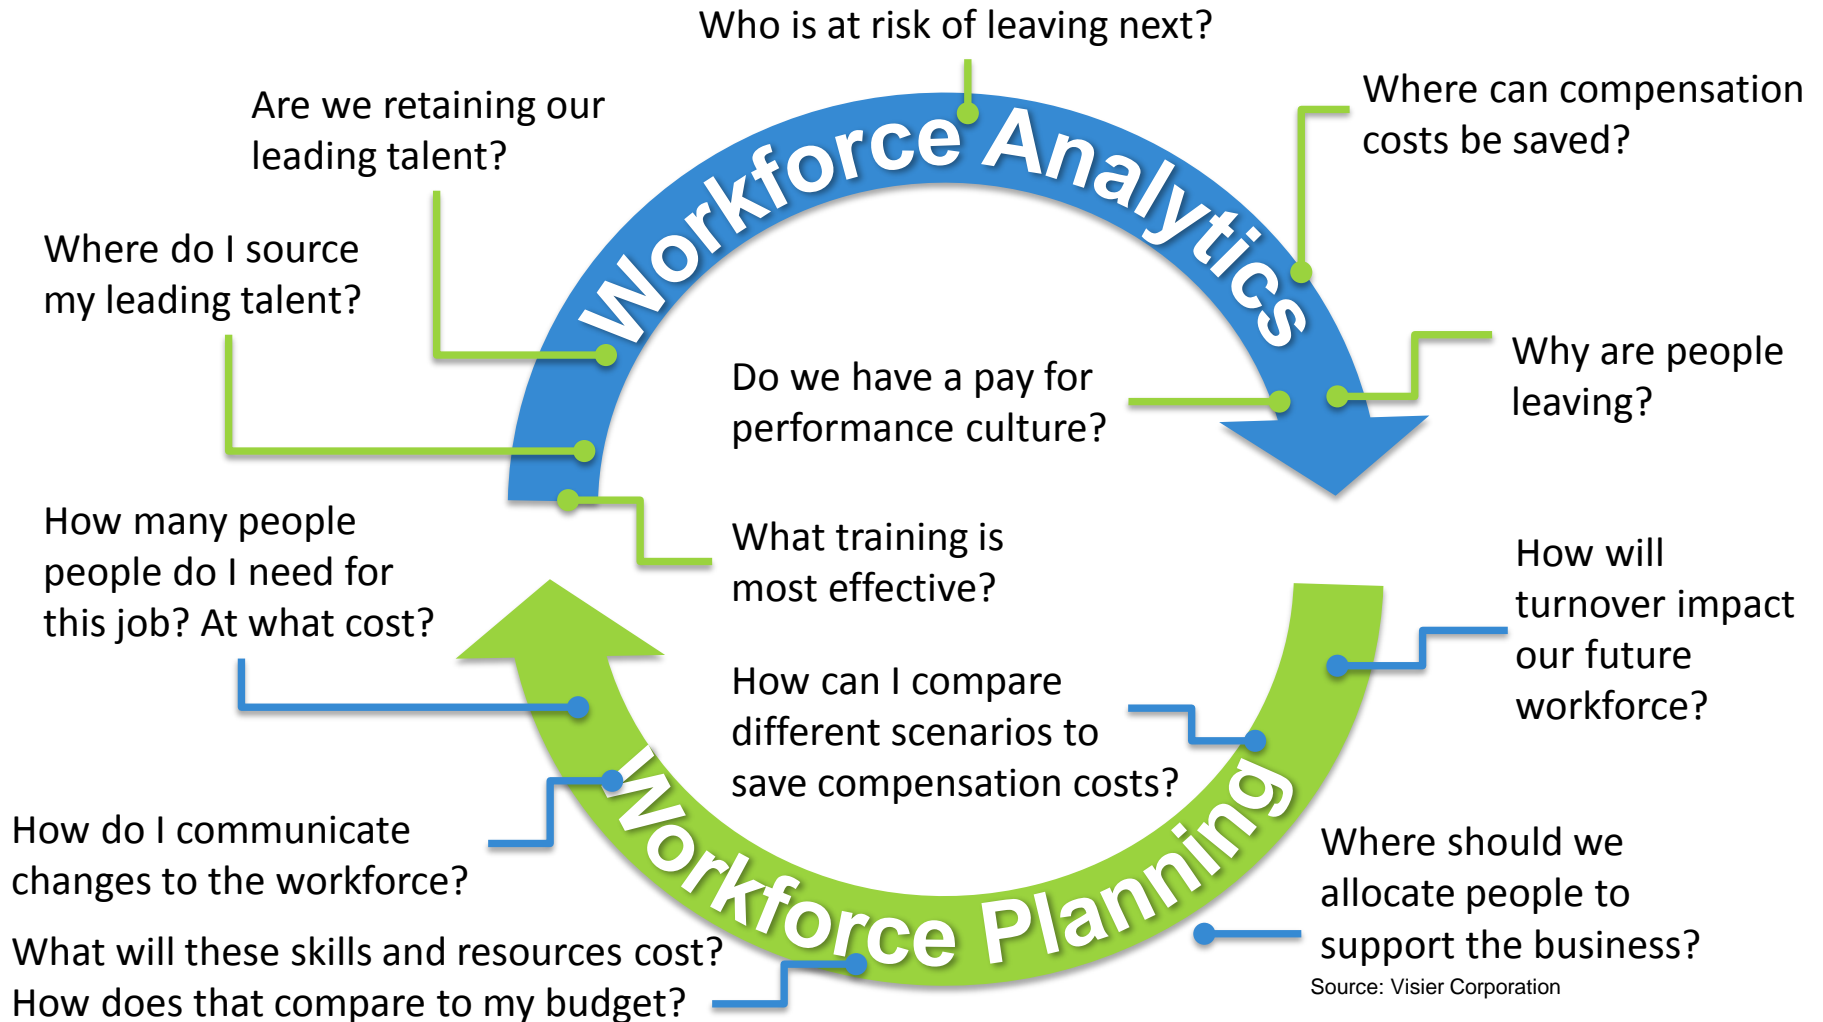 Who is at risk of leaving next?
Are we retaining our
leading talent?
Where can compensation
costs be saved?
Workforce Analytics
Where do I source
my leading talent?
Do we have a pay for
performance culture?
Why are people
leaving?
How many people
people do I need for
this job? At what cost?
What training is
most effective?
How will
turnover impact
our future
workforce?
How can I compare
different scenarios to
save compensation costs?
Workforce Planning
How do I communicate
changes to the workforce?
Where should we
allocate people to
support the business?
What will these skills and resources cost?
How does that compare to my budget?
Source: Visier Corporation